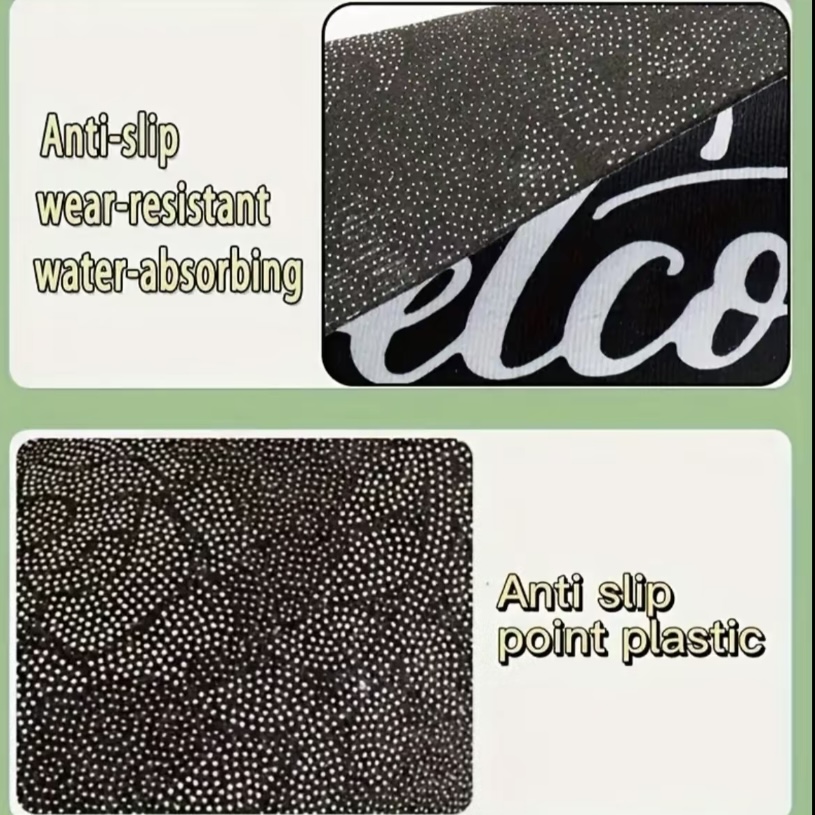 Anti-slip
wear-resistant
water-absorbing
elco
Anti slip
point plastic